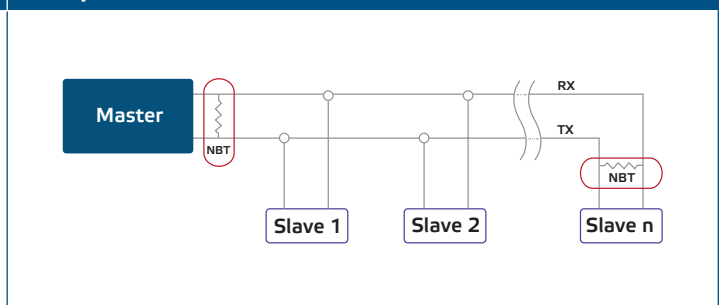 RX
Master
TX
NBT
NBT
Slave 1
Slave 2
Slave n